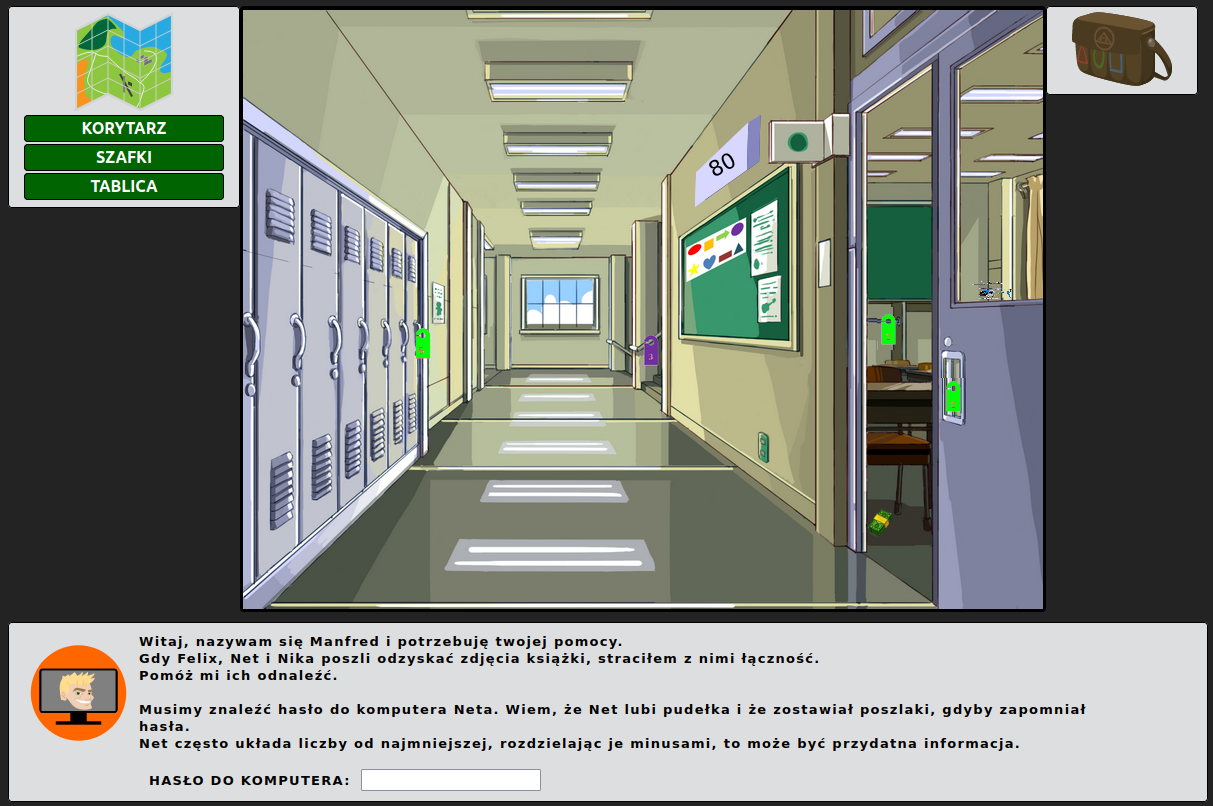 KORYTARZ
SZAFKI
TABLICA
80
3
Witaj, nazywam się Manfred i potrzebuję twojej pomocy.
Gdy Felix, Net i Nika poszli odzyskać zdjęcia książki, straciłem z nimi łączność.
Pomóż mi ich odnaleźć.
Musimy znaleźć hasło do komputera Neta. Wiem, że Net lubi pudełka i że zostawiał poszlaki, gdyby zapomniał
hasła.
Net często układa liczby od najmniejszej, rozdzielając je minusami, to może być przydatna informacja.
HASŁO DO KOMPUTERA: